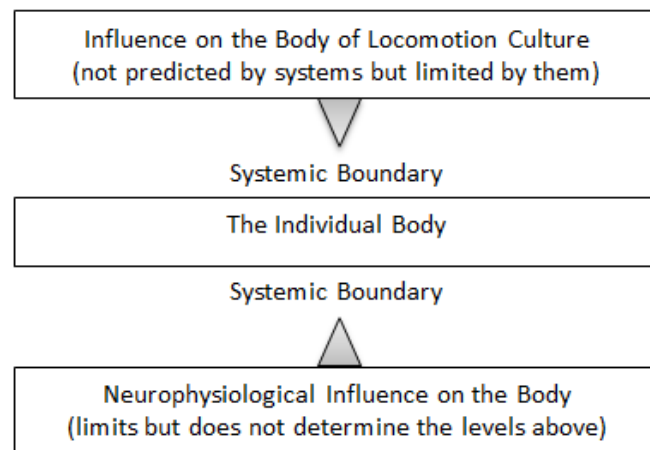 Influence on the Body of Locomotion Culture
(not predicted by systems but limited by them)
Systemic Boundary
The Individual Body
Systemic Boundary
Neurophysiological Influence on the Body
(limits but does not determine the levels above)